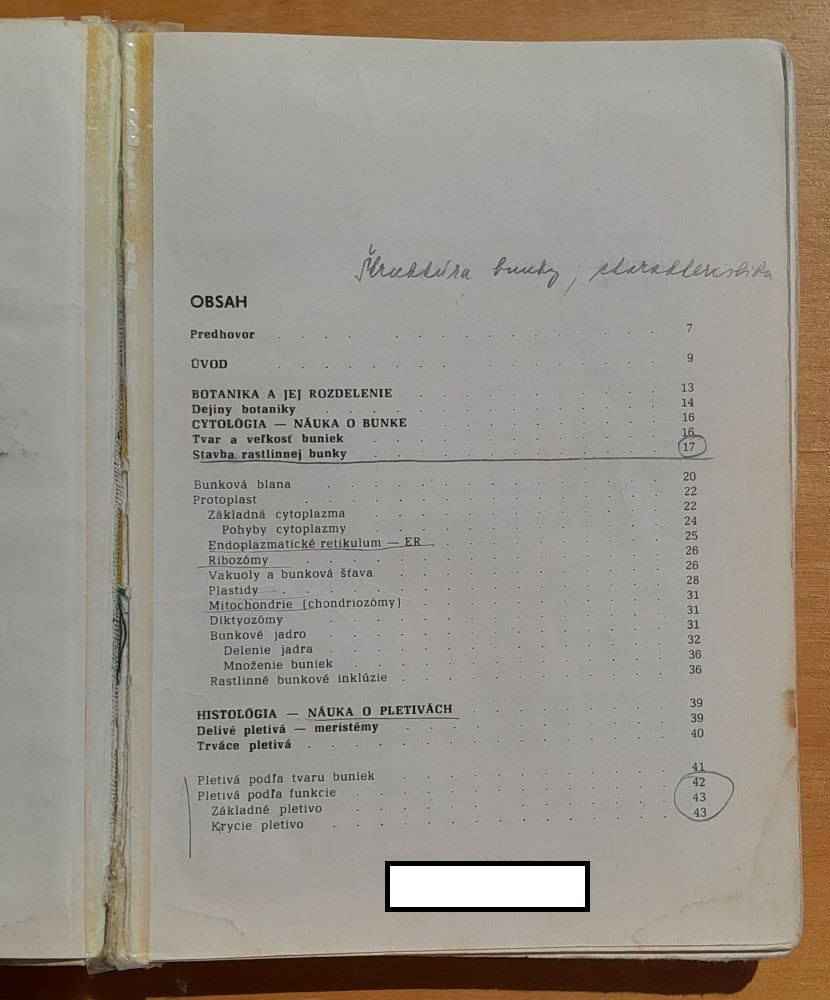 Štruktúra bunky; charakteristika
OBSAH
Predhovor . . . . . . . . . . . . . . 7
ÚVOD . . . . . . . . . . . . . . 9
BOTANIKA A JEJ ROZDELENIE . . . . . . . . . 13
Dejiny botaniky . . . . . . . . . . . . 14
CYTOLÓGIA — NÁUKA O BUNKE . . . . . . . . 16
Tvar a veľkosť buniek . . . . . . . . . . 16
Stavba rastlinnej bunky . . . . . . . . . . 17
Bunková blana . . . . . . . . . . . . 20
Protoplast . . . . . . . . . . . . . 22
Základná cytoplazma . . . . . . . . . . 22
Pohyby cytoplazmy . . . . . . . . . . 24
Endoplazmatické retikulum — ER . . . . . . . . 25
Ribozómy . . . . . . . . . . . . . 26
Vakuoly a bunková šťava . . . . . . . . . 26
Plastidy . . . . . . . . . . . . . 28
Mitochondrie (chondriozómy) . . . . . . . . 31
Diktyozómy . . . . . . . . . . . . 31
Bunkové jadro . . . . . . . . . . . 31
Delenie jadra . . . . . . . . . . . 32
Množenie buniek . . . . . . . . . . 36
Rastlinné bunkové inklúzie . . . . . . . . . 36
HISTOLÓGIA — NÁUKA O PLETIVÁCH . . . . . . 39
Delivé pletivá — meristémy . . . . . . . . . 39
Trváce pletivá . . . . . . . . . . . . 40
Pletivá podľa tvaru buniek . . . . . . . . . 41
Pletivá podľa funkcie . . . . . . . . . . 42
Základné pletivo . . . . . . . . . . . 43
Krycie pletivo . . . . . . . . . . . 43